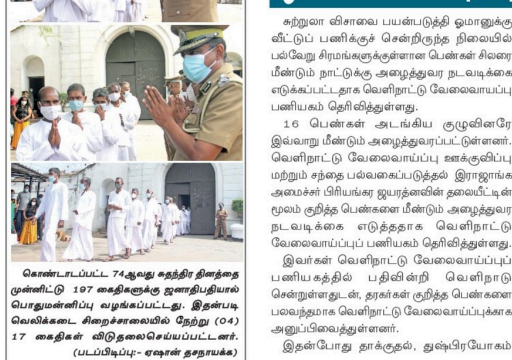 கொண்டாடப்பட்ட 74ஆவது சுதந்திர தினத்தை
முன்னிட்டு 197 கைதிகளுக்கு ஜனாதிபதியால்
பொதுமன்னிப்பு வழங்கப்பட்டது. இதன்படி
வெலிக்கடை சிறைச்சாலையில் நேற்று (04)
17 கைதிகள் விடுதலைசெய்யப்பட்டனர்.
(படப்பிடிப்பு:- ஏஷான் தசநாயக்க)
சுற்றுலா விசாவை பயன்படுத்தி ஓமானுக்கு
வீட்டுப் பணிக்குச் சென்றிருந்த நிலையில்
பல்வேறு சிரமங்களுக்குள்ளான பெண்கள் சிலரை
மீண்டும் நாட்டுக்கு அழைத்துவர நடவடிக்கை
எடுக்கப்பட்டதாக வெளிநாட்டு வேலைவாய்ப்பு
பணியகம் தெரிவித்துள்ளது.
16 பெண்கள் அடங்கிய குழுவினரே
இவ்வாறு மீண்டும் அழைத்துவரப்பட்டுள்ளனர்.
வெளிநாட்டு வேலைவாய்ப்பு ஊக்குவிப்பு
மற்றும் சந்தை பல்வகைப்படுத்தல் இராஜாங்க
அமைச்சர் பிரியங்கர ஜயரத்னவின் தலையீட்டின்
மூலம் குறித்த பெண்களை மீண்டும் அழைத்துவர
நடவடிக்கை எடுத்ததாக வெளிநாட்டு
வேலைவாய்ப்புப் பணியகம் தெரிவித்துள்ளது.
இவர்கள் வெளிநாட்டு வேலைவாய்ப்புப்
பணியகத்தில் பதிவின்றி வெளிநாடு
சென்றுள்ளதுடன், தரகர்கள் குறித்த பெண்களை
பலவந்தமாக வெளிநாட்டு வேலைவாய்ப்புக்காக
அனுப்பிவைத்துள்ளனர்.
இதன்போது தாக்குதல், துஷ்பிரயோகம்